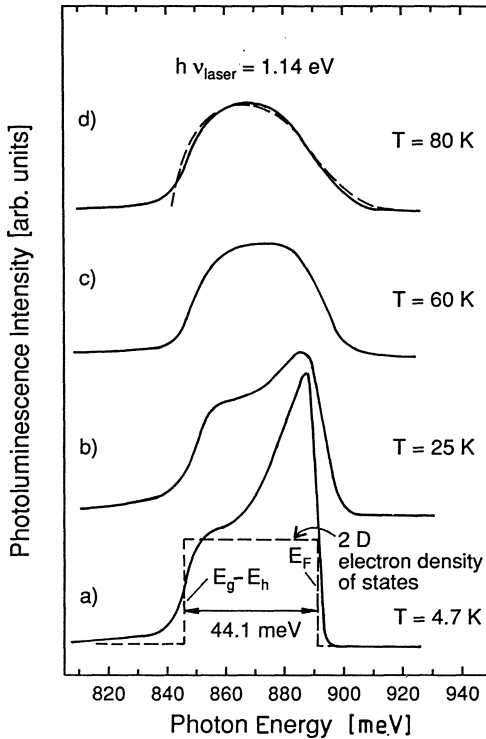 h ν laser = 1.14 eV
d)
T = 80 K
c)
T = 60 K
b)
T = 25 K
2 D
electron density
of states
E_F
E_g – E_h
a)
44.1 meV
T = 4.7 K
820 840 860 880 900 920 940
Photon Energy [meV]
Photoluminescence Intensity [arb. units]